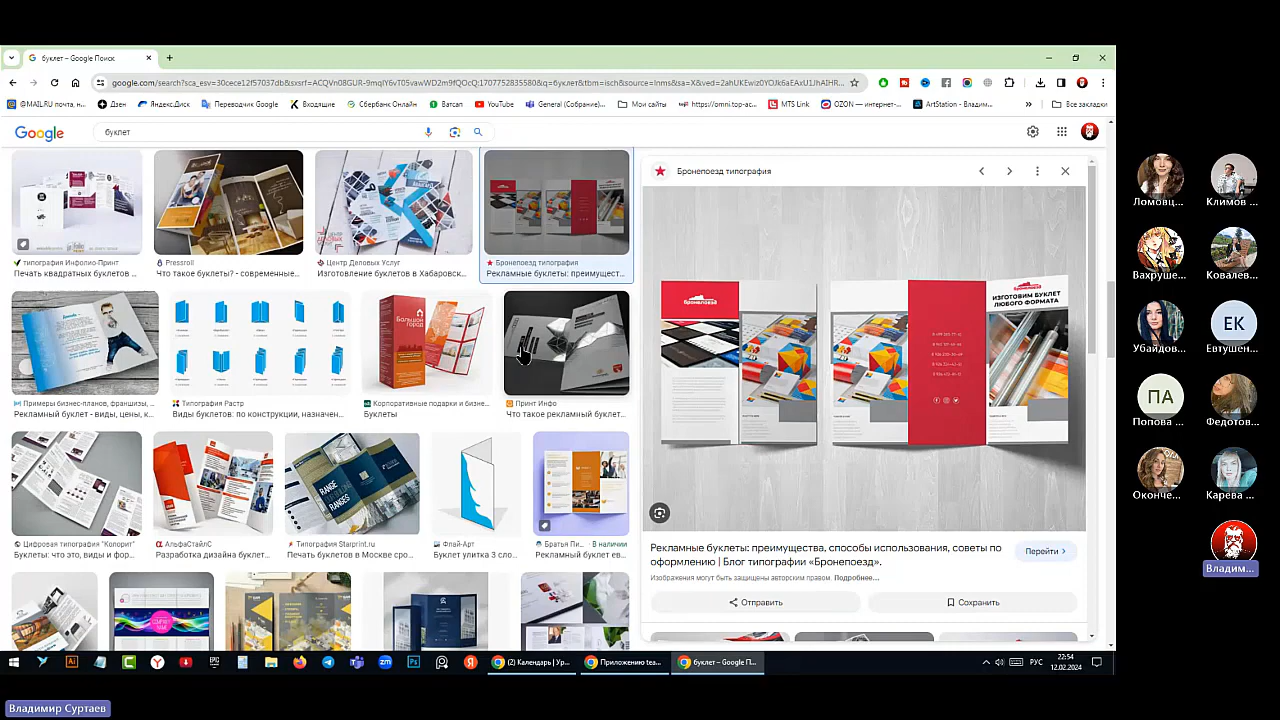 буклет – Google Поиск
google.com/search?sca_esv=30cece12f57037db&sxsrf=ACQVn08GUR-9mqIY6vT05vawWD2m9fQOcQ:1707752835580&q=буклет&tbm=isch&source=lnms&sa=X&ved=2ahUKEwiz0YOJk6aEAxU1JhAIHR...
@MAIL.RU почта, н...
Дзен
Яндекс.Диск
Переводчик Google
Входящие
Сбербанк Онлайн
Ватсап
YouTube
General (Собрание)...
Мои сайты
https://omni.top-ac...
MTS Link
OZON — интернет-...
ArtStation - Владим...
Все закладки
Google
буклет
типография Инфолио-Принт
Печать квадратных буклетов ...
Pressroll
Что такое буклеты? - современные...
Центр Деловых Услуг
Изготовление буклетов в Хабаровск...
Бронепоезд типография
Рекламные буклеты: преимущест...
Примеры бизнес-планов, франшизы, ...
Рекламный буклет - виды, цены, к...
Типография Растр
Виды буклетов: по конструкции, назначен...
Корпоративные подарки и бизне...
Буклеты
Принт Инфо
Что такое рекламный буклет...
Цифровая типография "Колорит"
Буклеты: что это, виды и фор...
АльфаСтайлС
Разработка дизайна буклет...
Типография Starprint.ru
Печать буклетов в Москве сро...
Флай-Арт
Буклет улитка 3 сло...
Братья Пи... · В наличии
Рекламный буклет ев...
Большой
город
RANGE
RANGES
Бронепоезд типография
бронепоезд
ИЗГОТОВИМ БУКЛЕТ
ЛЮБОГО ФОРМАТА
Рекламные буклеты: преимущества, способы использования, советы по
оформлению | Блог типографии «Бронепоезд».
Перейти
Изображения могут быть защищены авторским правом. Подробнее...
Отправить
Сохранить
(2) Календарь | Ур...
Приложению tea...
буклет – Google П...
РУС
22:54
12.02.2024
Ломовц...
Климов ...
Вахруше...
Ковалев...
Убайдов...
ЕК
Евтушен...
ПА
Попова ...
Федотов...
Окончe...
Карева ...
Владим...
Владимир Суртаев